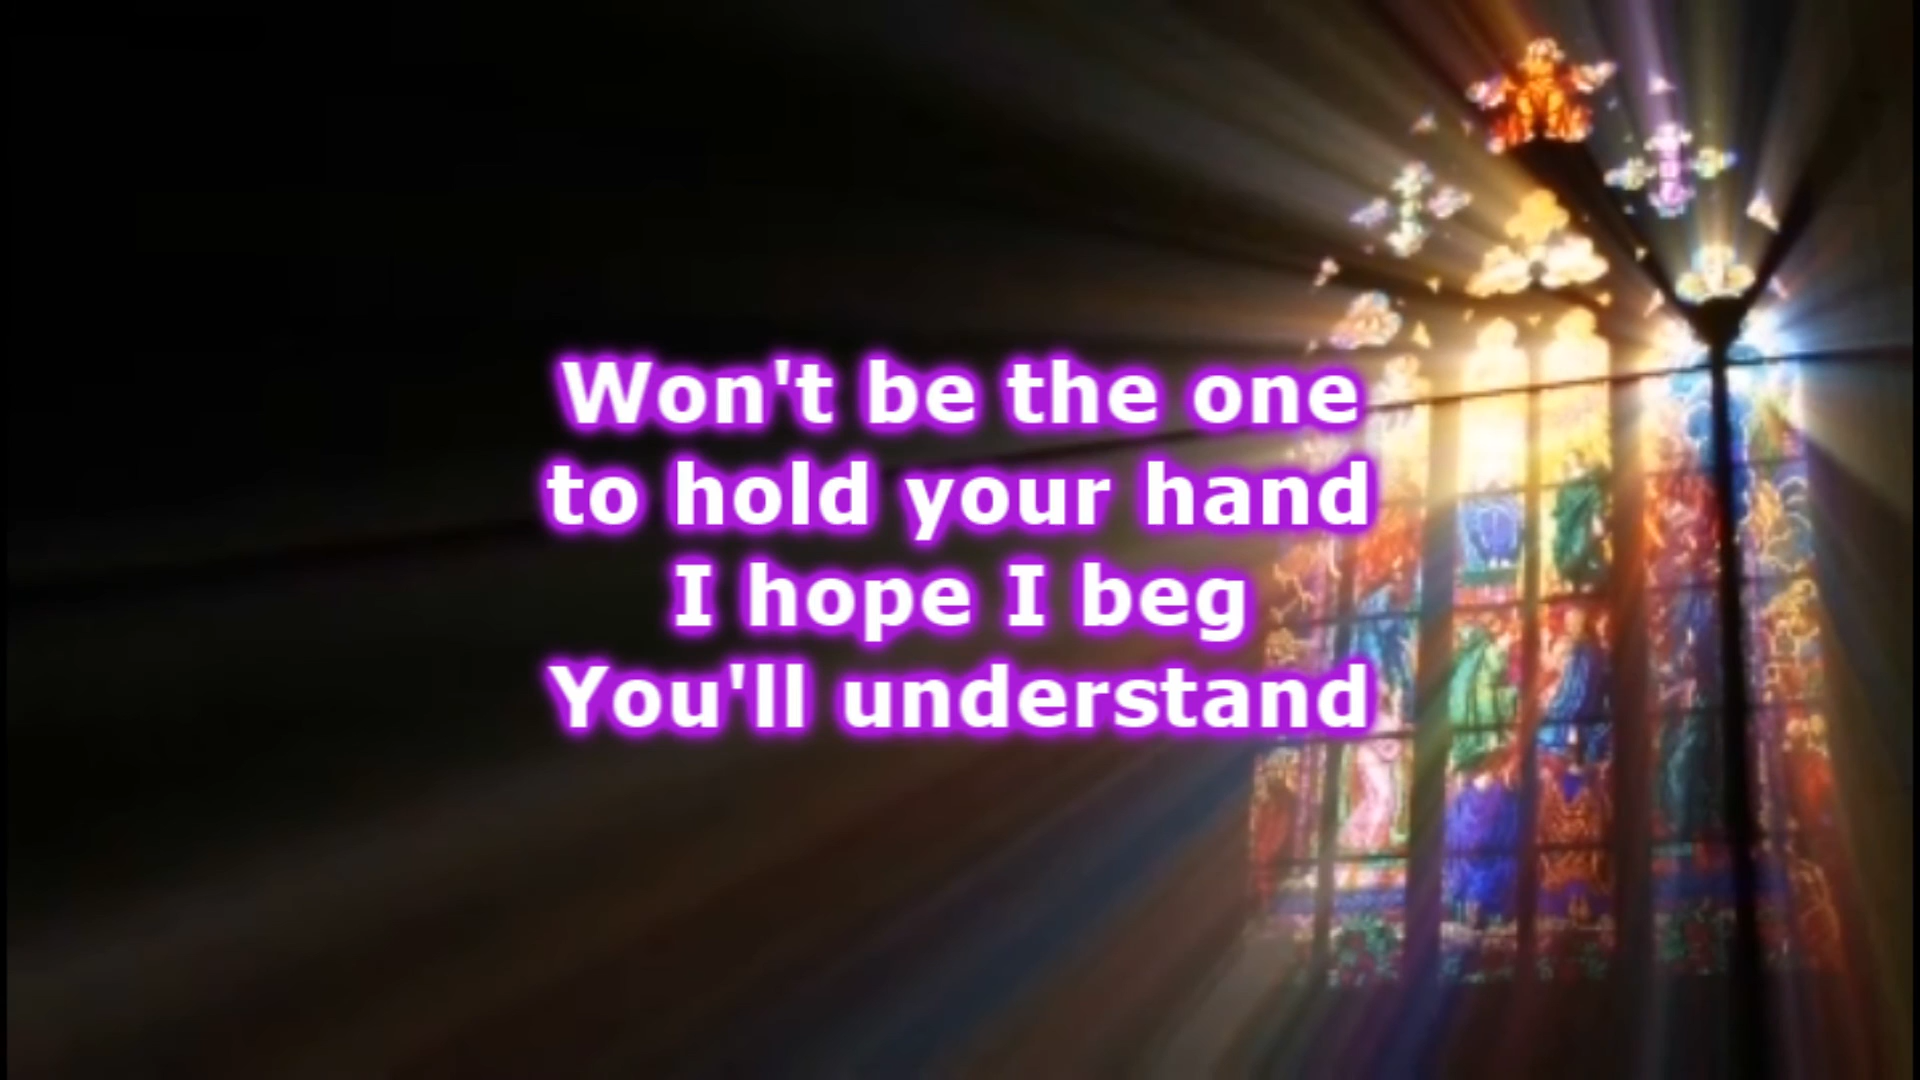 Won't be the one
to hold your hand
I hope I beg
You'll understand